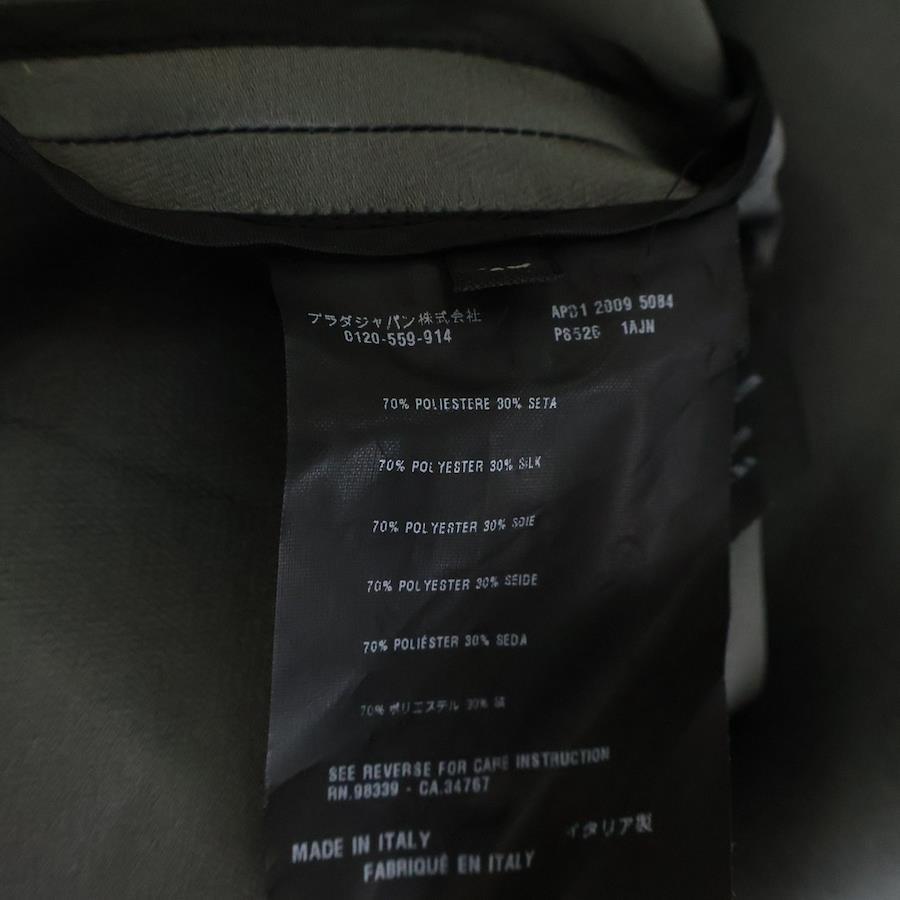 プラダジャパン株式会社
0120-559-914
APD1 2009 5084
P6526 1AJN
70% POLIESTERE 30% SETA
70% POLYESTER 30% SILK
70% POLYESTER 30% SOIE
70% POLYESTER 30% SEIDE
70% POLIÉSTER 30% SEDA
70% ポリエステル 30% 絹
SEE REVERSE FOR CARE INSTRUCTION
RN.98339 - CA.34767
MADE IN ITALY
イタリア製
FABRIQUÉ EN ITALY